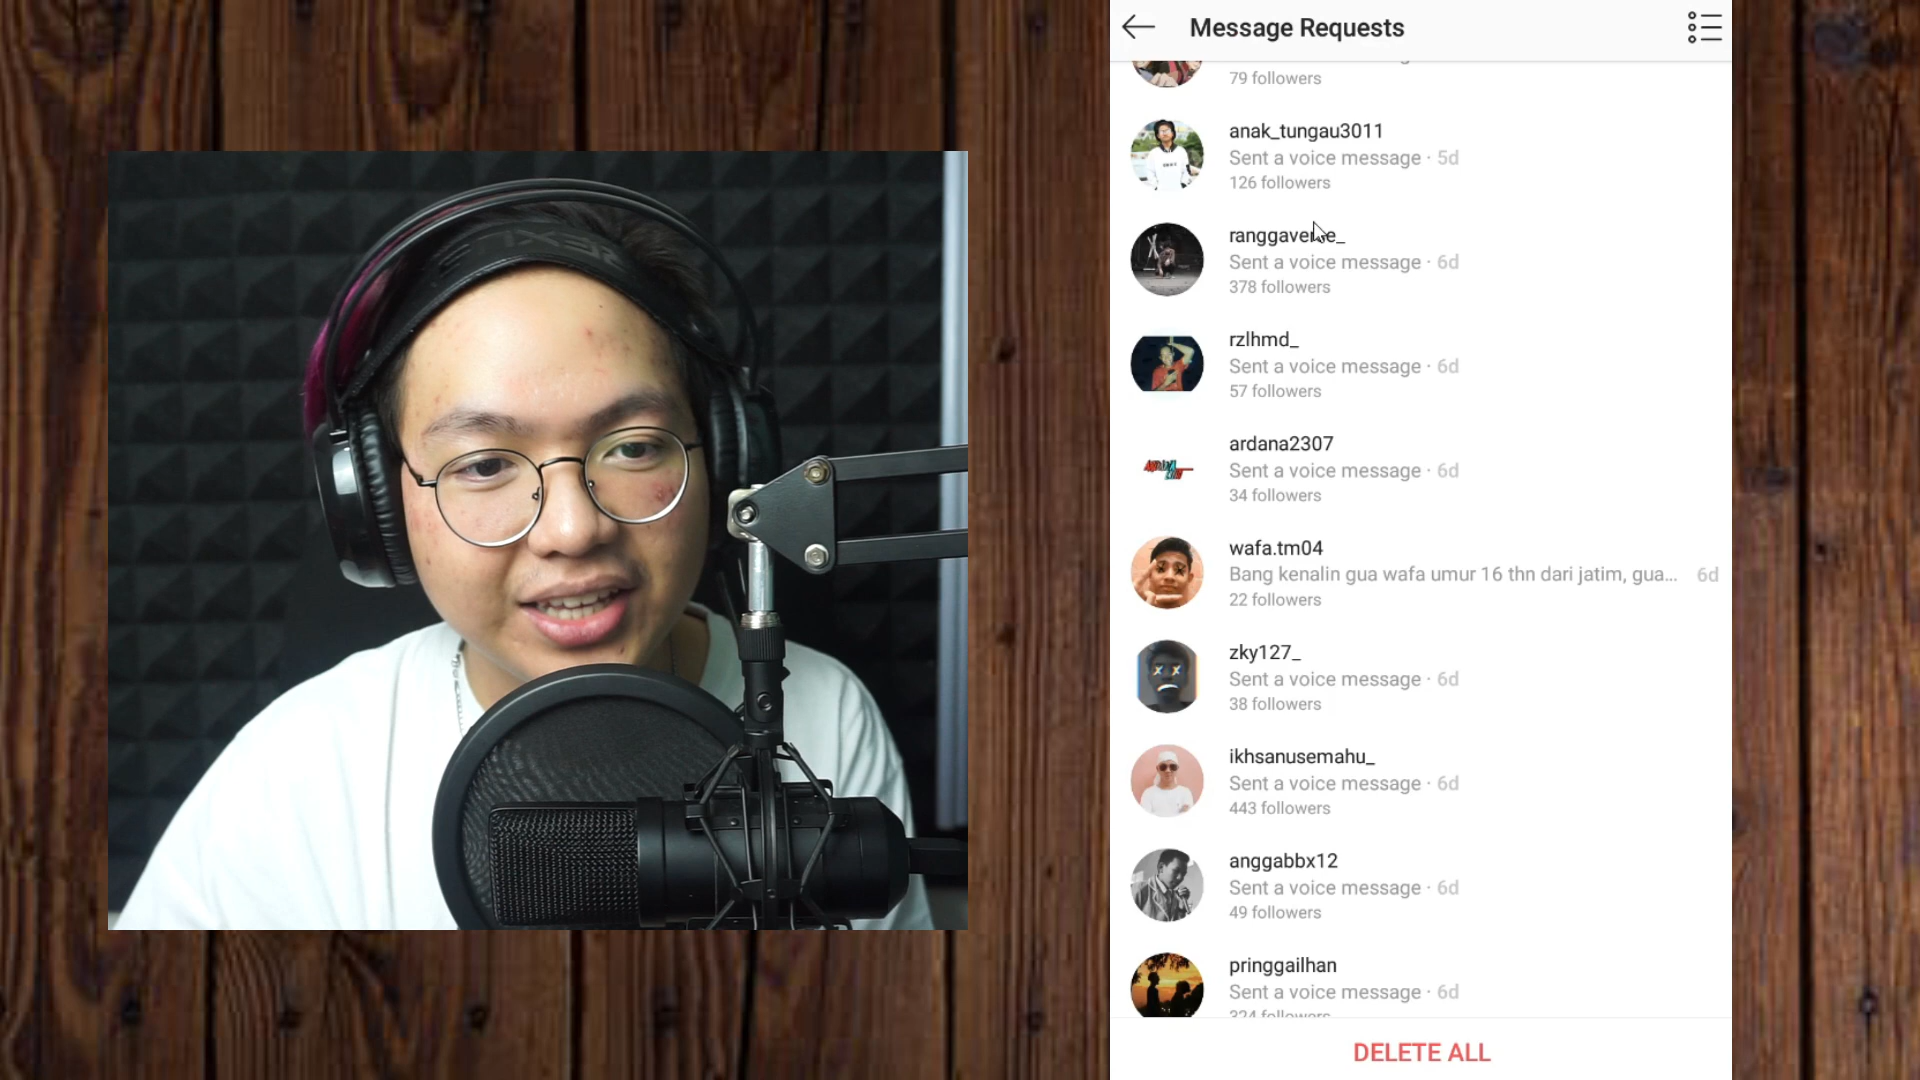 Message Requests
79 followers
anak_tungau3011
Sent a voice message · 5d
126 followers
Sent a voice message · 6d
378 followers
rzlhmd_
Sent a voice message · 6d
57 followers
ardana2307
Sent a voice message · 6d
34 followers
wafa.tm04
Bang kenalin gua wafa umur 16 thn dari jatim, gua... 6d
22 followers
zky127_
Sent a voice message · 6d
38 followers
ikhsanusemahu_
Sent a voice message · 6d
443 followers
anggabbx12
Sent a voice message · 6d
49 followers
pringgailhan
Sent a voice message · 6d
324 followers
DELETE ALL